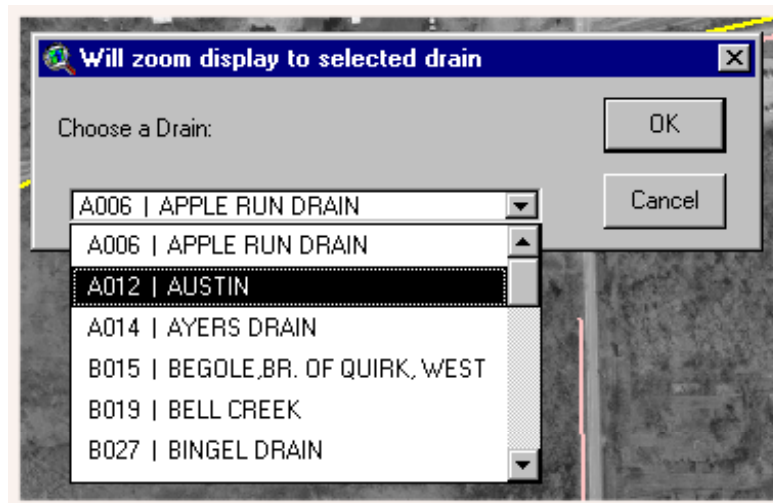 Will zoom display to selected drain
Choose a Drain:
OK
Cancel
A006 | APPLE RUN DRAIN
A006 | APPLE RUN DRAIN
A012 | AUSTIN
A014 | AYERS DRAIN
B015 | BEGOLE,BR. OF QUIRK, WEST
B019 | BELL CREEK
B027 | BINGEL DRAIN